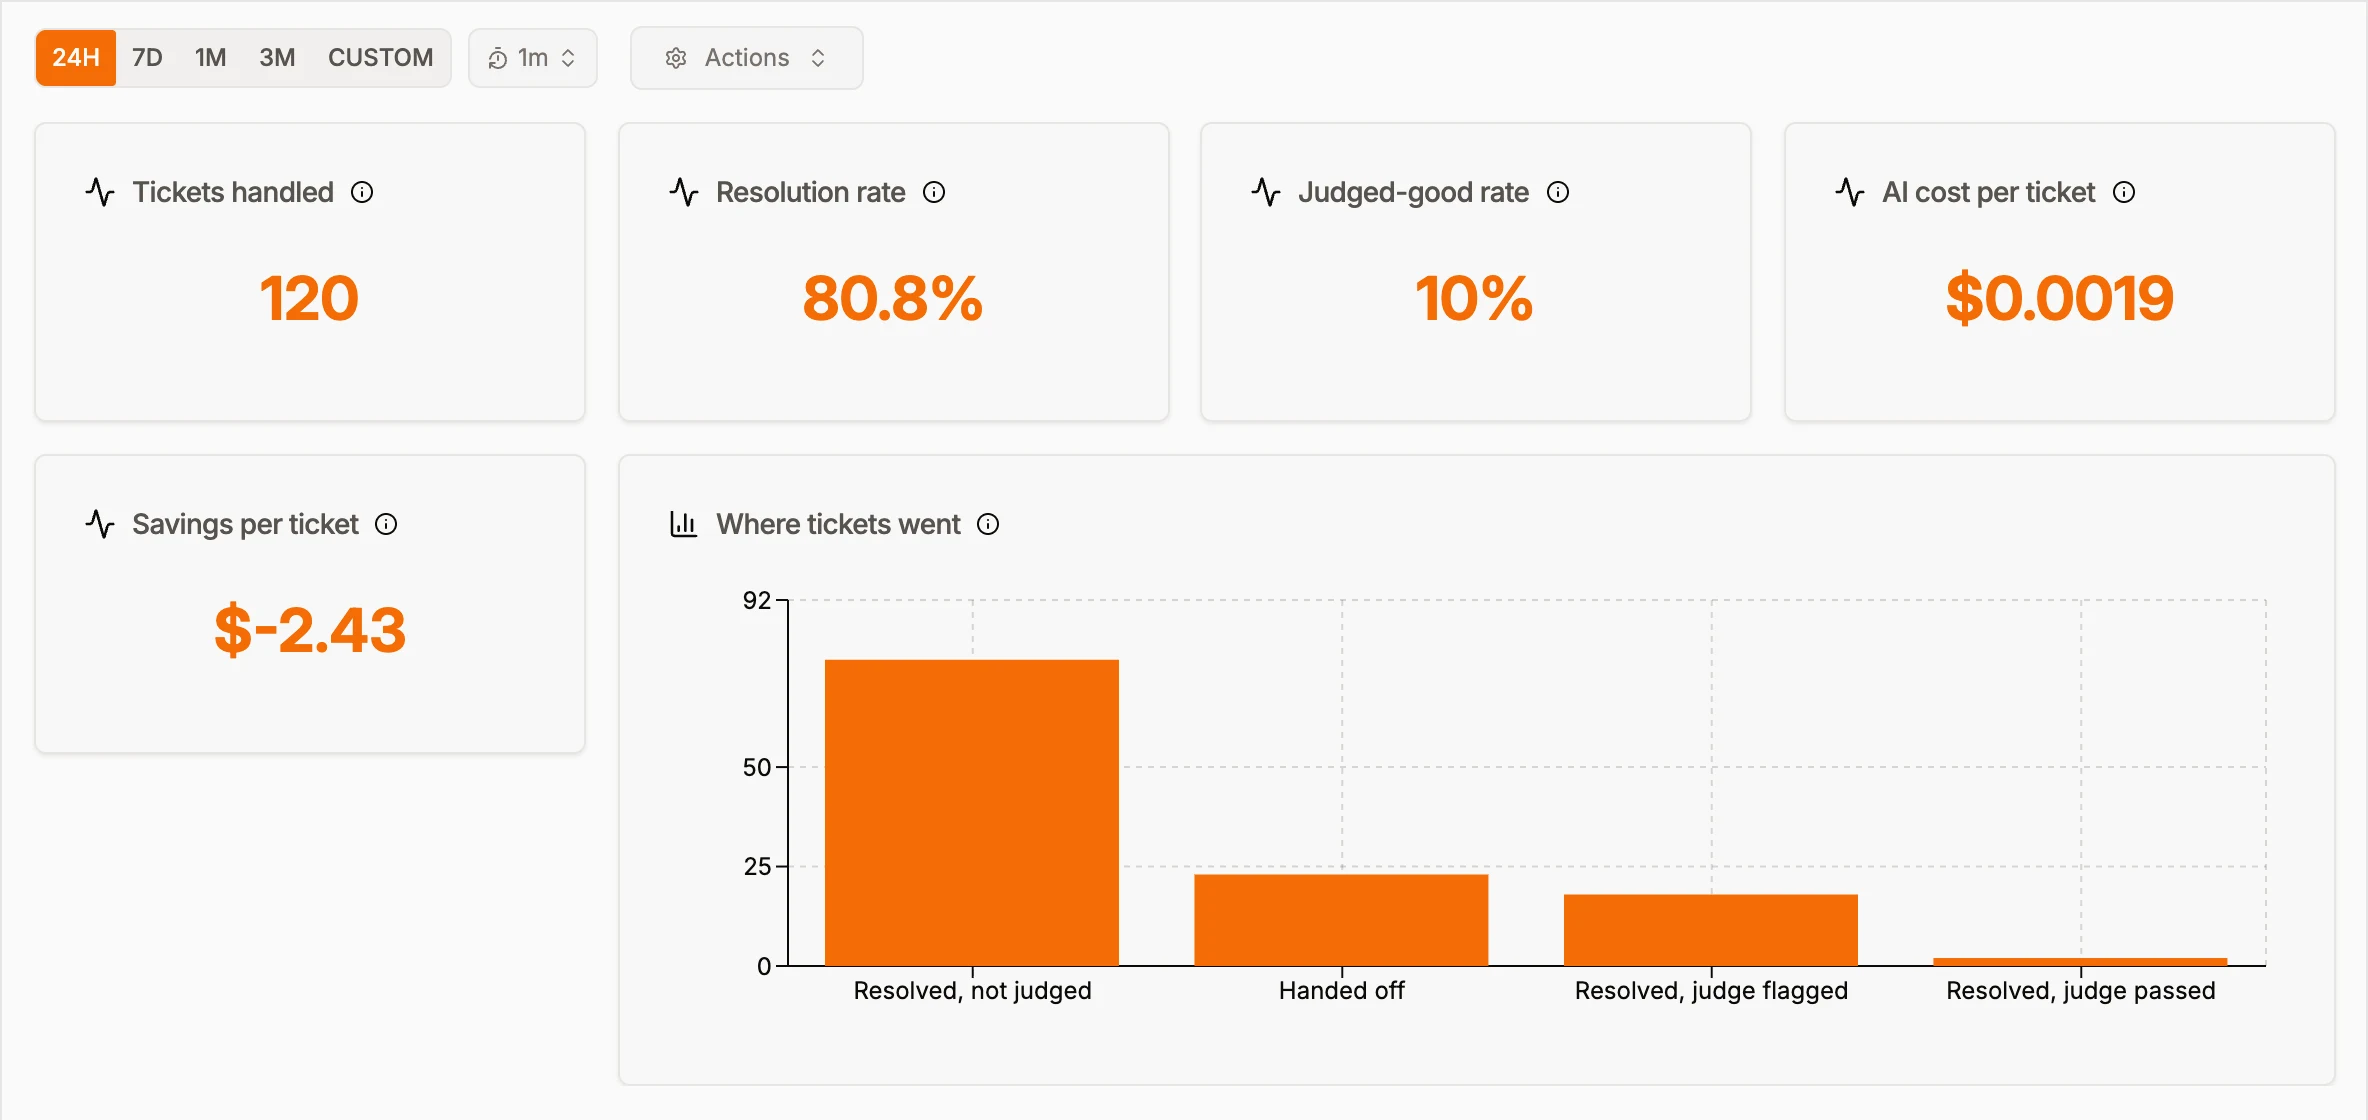 24H 7D 1M 3M CUSTOM 1m Actions
Tickets handled
120
Resolution rate
80.8%
Judged-good rate
10%
AI cost per ticket
$0.0019
Savings per ticket
$-2.43
Where tickets went
92
50
25
0
Resolved, not judged
Handed off
Resolved, judge flagged
Resolved, judge passed